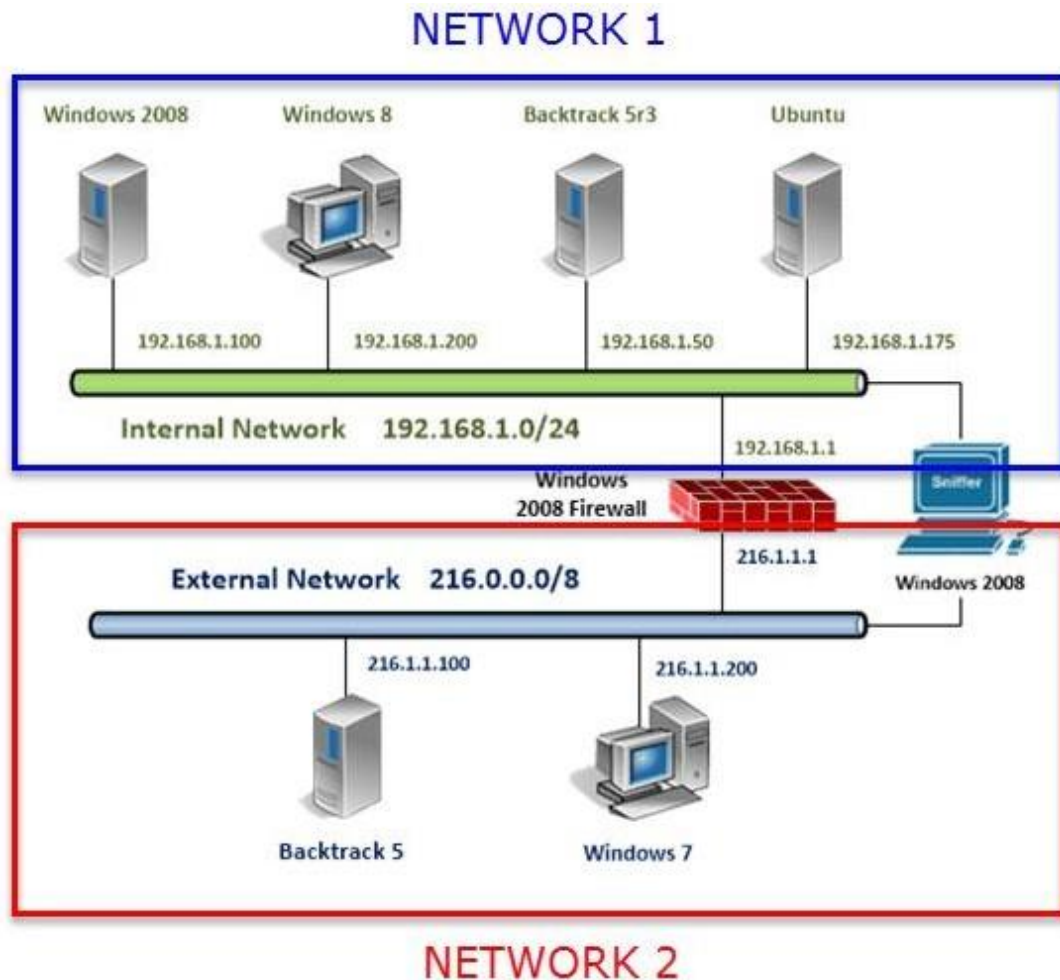 NETWORK 1
Windows 2008
Windows 8
Backtrack 5r3
Ubuntu
192.168.1.100
192.168.1.200
192.168.1.50
192.168.1.175
Internal Network 192.168.1.0/24
192.168.1.1
Windows
2008 Firewall
Sniffer
216.1.1.1
Windows 2008
External Network 216.0.0.0/8
216.1.1.100
216.1.1.200
Backtrack 5
Windows 7
NETWORK 2